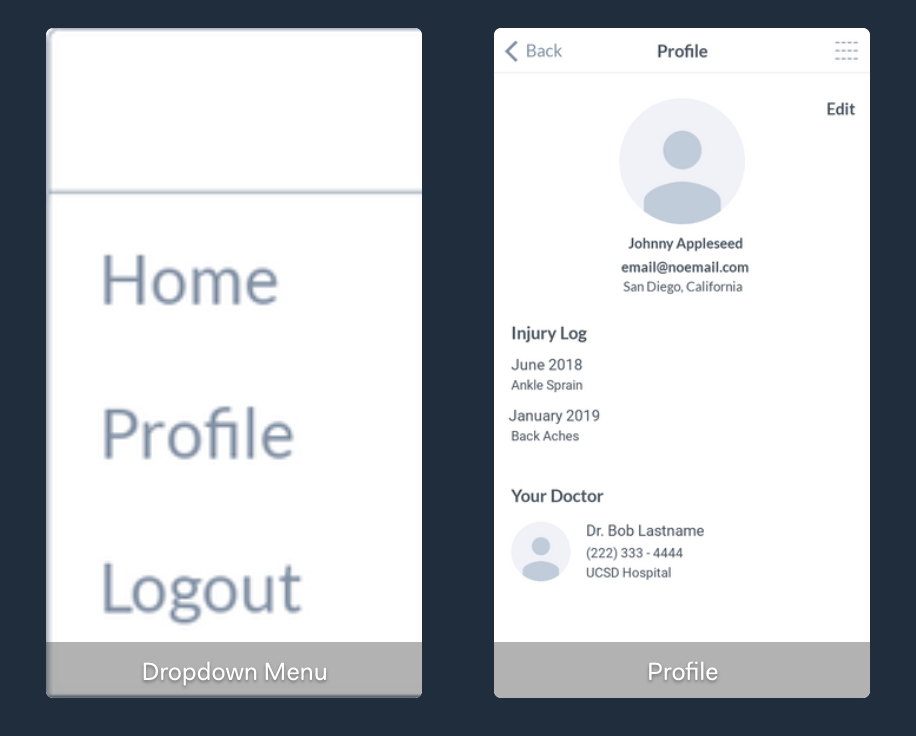 Home
Profile
Logout
Dropdown Menu
Back
Profile
Edit
Johnny Appleseed
email@noemail.com
San Diego, California
Injury Log
June 2018
Ankle Sprain
January 2019
Back Aches
Your Doctor
Dr. Bob Lastname
(222) 333 - 4444
UCSD Hospital
Profile